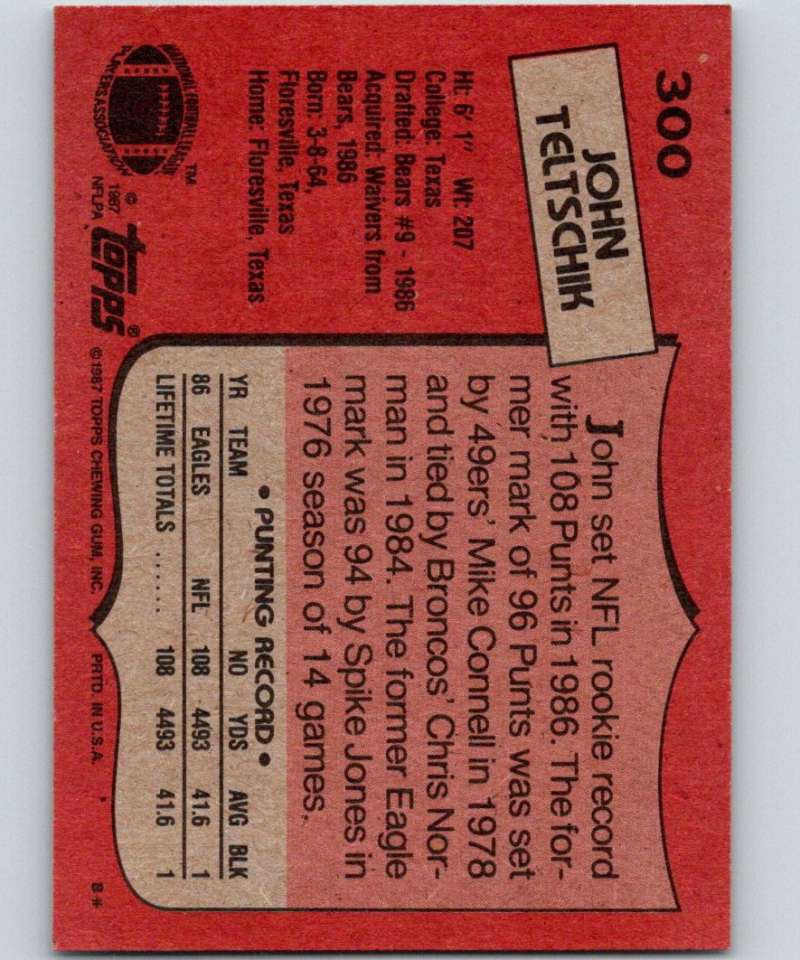 300
JOHN
TELTSCHIK
Ht: 6' 1" Wt: 207
College: Texas
Drafted: Bears #9 - 1986
Acquired: Waivers from
Bears, 1986
Born: 3-8-64,
Floresville, Texas
Home: Floresville, Texas
NATIONAL FOOTBALL LEAGUE
PLAYERS ASSOCIATION
TM
© 1987
NFLPA
topps®
John set NFL rookie record
with 108 Punts in 1986. The for-
mer mark of 96 Punts was set
by 49ers' Mike Connell in 1978
and tied by Broncos' Chris Nor-
man in 1984. The former Eagle
mark was 94 by Spike Jones in
1976 season of 14 games.
• PUNTING RECORD •
YR TEAM NO YDS AVG BLK
86 EAGLES NFL 108 4493 41.6 1
LIFETIME TOTALS ...... 108 4493 41.6 1
© 1987 TOPPS CHEWING GUM, INC. PRTD. IN U.S.A. B*